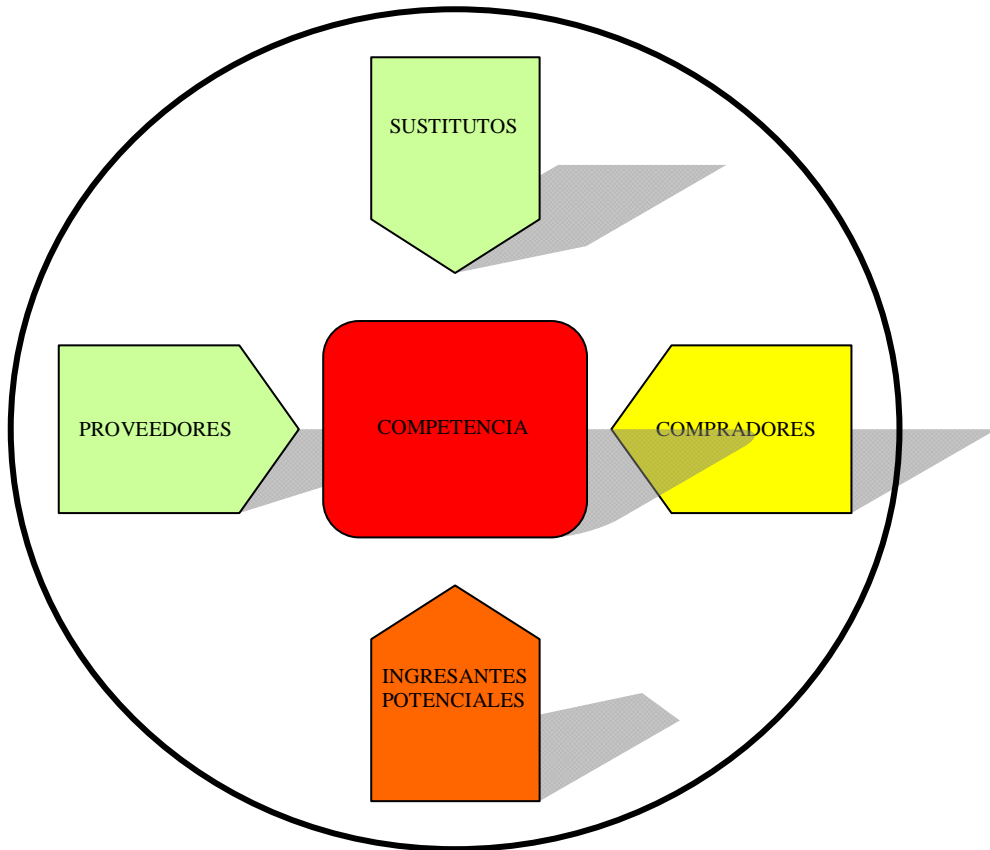 SUSTITUTOS
PROVEEDORES
COMPETENCIA
COMPRADORES
INGRESANTES
POTENCIALES